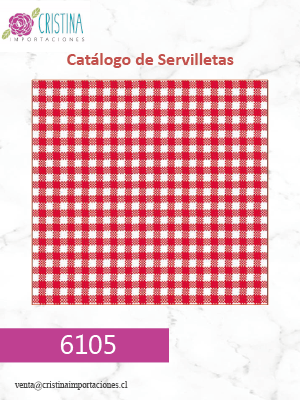 CRISTINA
IMPORTACIONES
Catálogo de Servilletas
6105
venta@cristinaimportaciones.cl